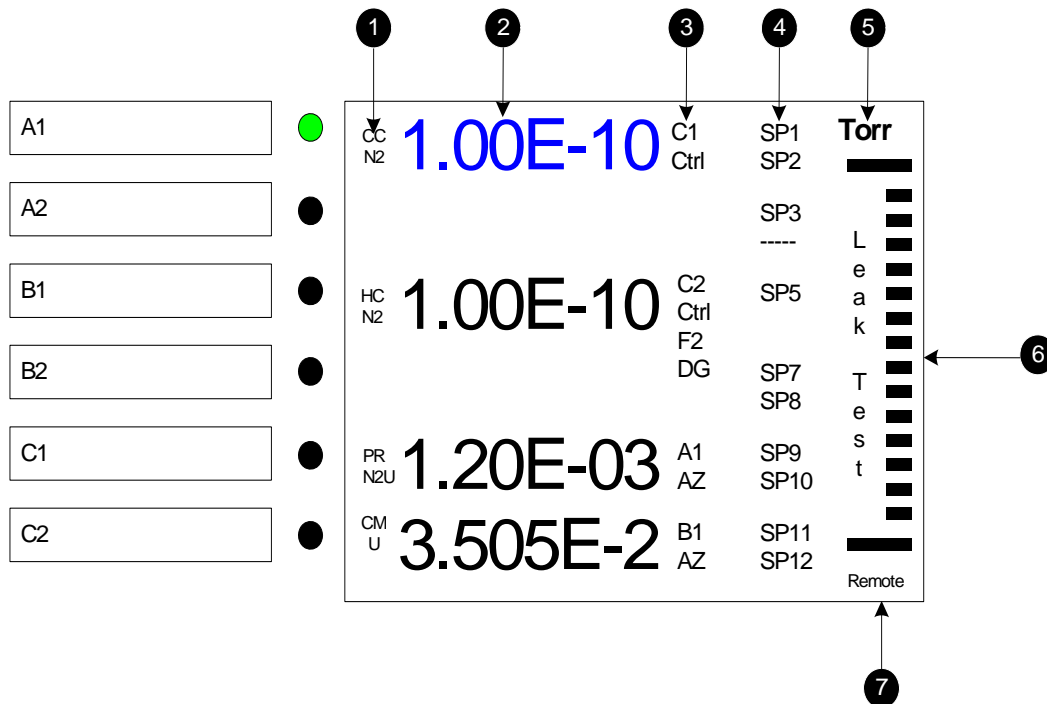 1 2 3 4 5
A1
CC
N2
1.00E-10
C1
Ctrl
SP1
SP2
Torr
A2
SP3
-----
B1
HC
N2
1.00E-10
C2
Ctrl
F2
DG
SP5
Leak Test
6
B2
SP7
SP8
C1
PR
N2U
1.20E-03
A1
AZ
SP9
SP10
C2
CM
U
3.505E-2
B1
AZ
SP11
SP12
Remote
7